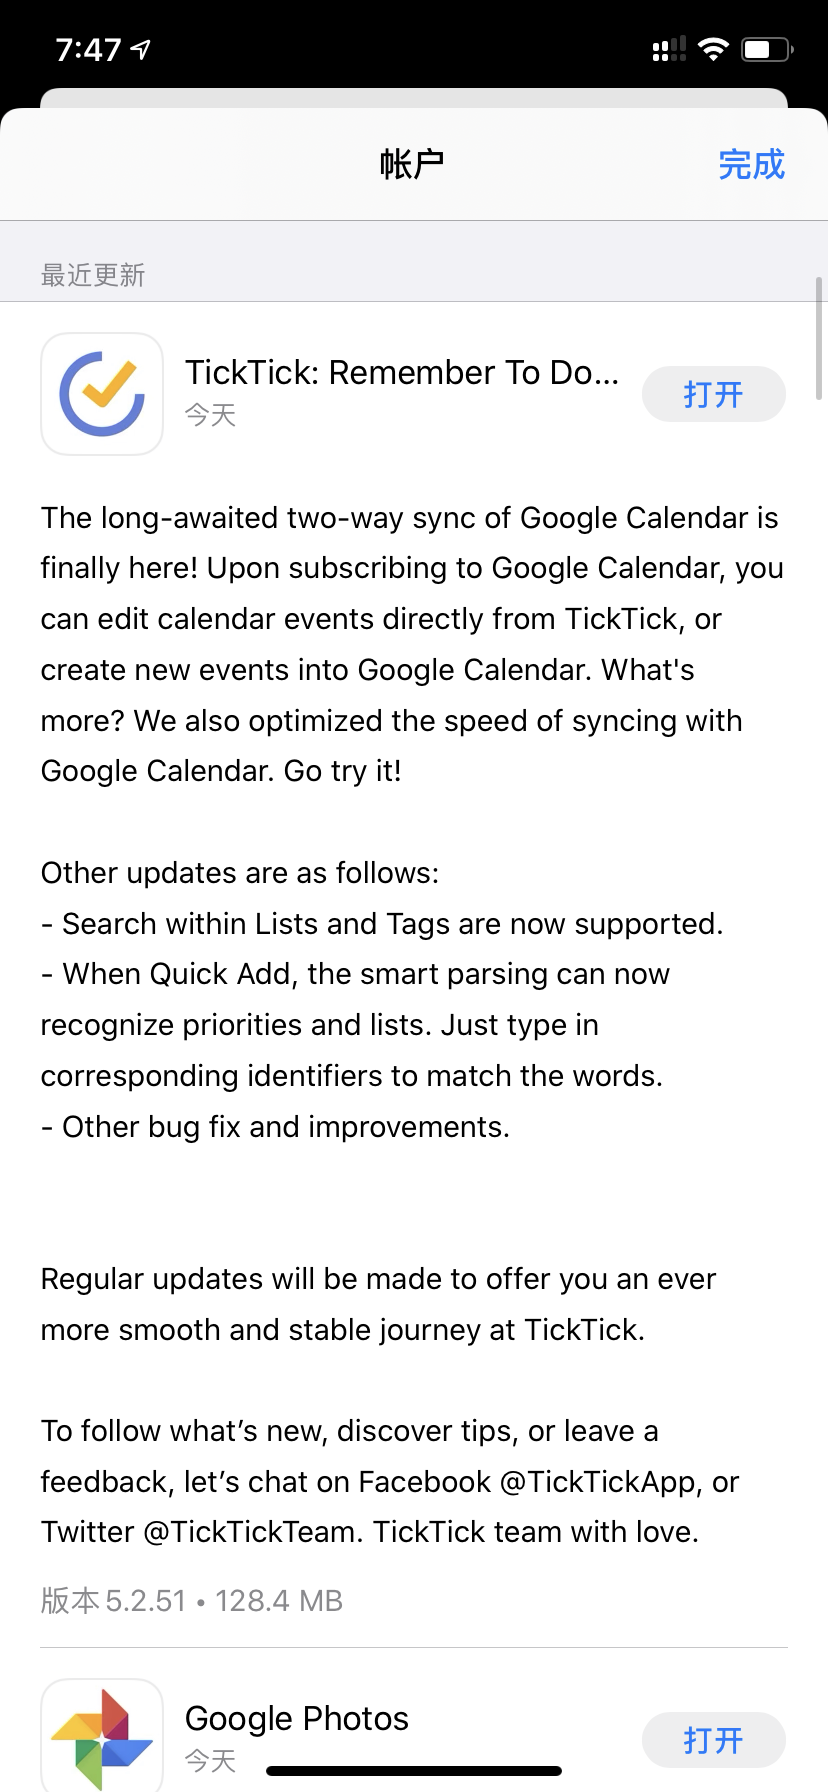 7:47
帐户
完成
最近更新
TickTick: Remember To Do...
今天
打开
The long-awaited two-way sync of Google Calendar is
finally here! Upon subscribing to Google Calendar, you
can edit calendar events directly from TickTick, or
create new events into Google Calendar. What's
more? We also optimized the speed of syncing with
Google Calendar. Go try it!
Other updates are as follows:
- Search within Lists and Tags are now supported.
- When Quick Add, the smart parsing can now
recognize priorities and lists. Just type in
corresponding identifiers to match the words.
- Other bug fix and improvements.
Regular updates will be made to offer you an ever
more smooth and stable journey at TickTick.
To follow what’s new, discover tips, or leave a
feedback, let’s chat on Facebook @TickTickApp, or
Twitter @TickTickTeam. TickTick team with love.
版本 5.2.51 • 128.4 MB
Google Photos
今天
打开